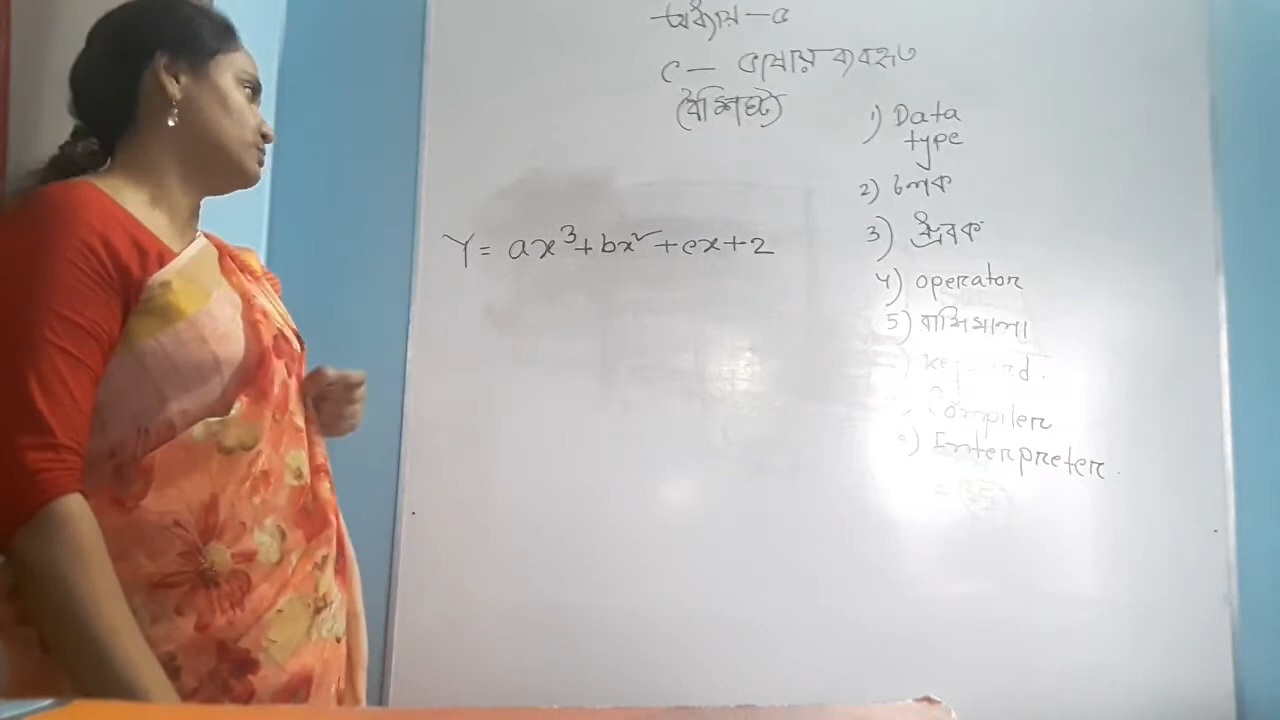 অধ্যায় - ৫
C - ভাষায় ব্যবহৃত
(বৈশিষ্ট্য)
Y = ax³ + bx² + cx + 2
1) Data
type
2) চলক
3) ধ্রুবক
4) operator
5) রাশিমালা
Compiler
Interpreter.